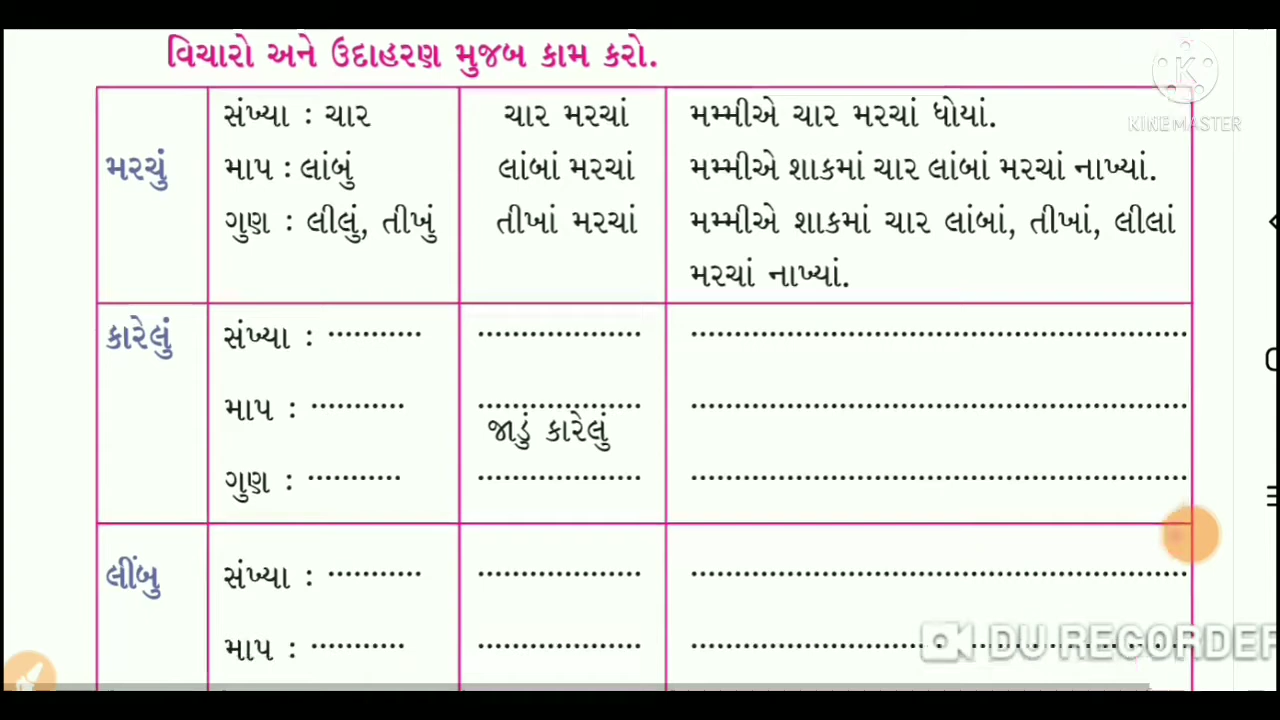 વિચારો અને ઉદાહરણ મુજબ કામ કરો.
K
KINEMASTER
મરચું
સંખ્યા : ચાર ચાર મરચાં મમ્મીએ ચાર મરચાં ધોયાં.
માપ : લાંબું લાંબાં મરચાં મમ્મીએ શાકમાં ચાર લાંબાં મરચાં નાખ્યાં.
ગુણ : લીલું, તીખું તીખાં મરચાં મમ્મીએ શાકમાં ચાર લાંબાં, તીખાં, લીલાં
મરચાં નાખ્યાં.
કારેલું સંખ્યા : ........... ................... ..........................................................
માપ : ........... ................... ..........................................................
જાડું કારેલું
ગુણ : ........... ................... ..........................................................
લીંબુ સંખ્યા : ........... ................... ..........................................................
માપ : ........... ................... ..........................................................
DU RECORDER